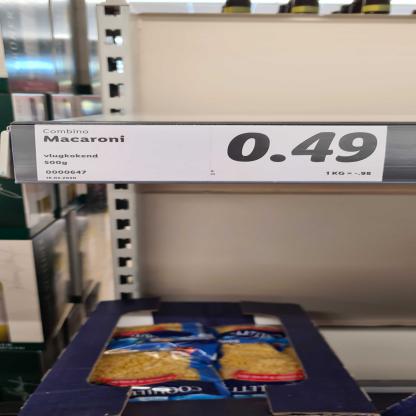 Combino
Macaroni
vlugkokend
500g
0000647
0.49
1 KG = -.98